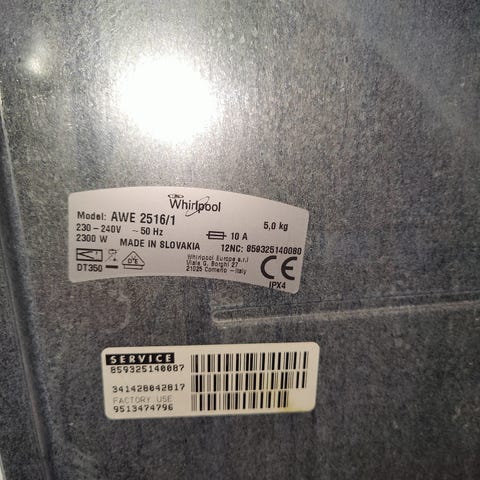 Whirlpool
Model: AWE 2516/1
5,0 kg
230 - 240V ~ 50 Hz
10 A
2300 W
MADE IN SLOVAKIA
12NC: 859325140080
Whirlpool Europe s.r.l
Viale G. Borghi 27
21025 Comerio - Italy
DT350
CE
IPX4
SERVICE
859325140087
341428042817
FACTORY USE
9513474796